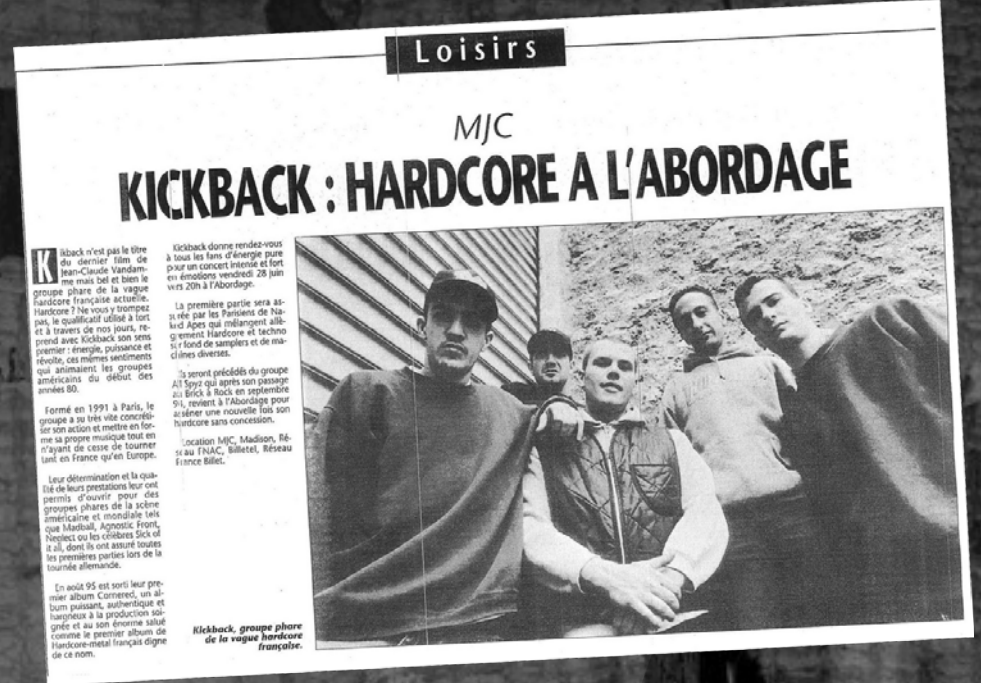 Loisirs
MJC
KICKBACK : HARDCORE A L'ABORDAGE
Kikback n'est pas le titre
du dernier film de
Jean-Claude Vandam-
me mais bel et bien le
groupe phare de la vague
hardcore française actuelle.
Hardcore ? Ne vous y trompez
pas, le qualificatif utilisé à tort
et à travers de nos jours, re-
prend avec Kickback son sens
premier : énergie, puissance et
révolte, ces mêmes sentiments
qui animaient les groupes
américains du début des
années 80.
Formé en 1991 à Paris, le
groupe a su très vite concréti-
ser son action et mettre en for-
me sa propre musique tout en
n'ayant de cesse de tourner
tant en France qu'en Europe.
Leur détermination et la qua-
lité de leurs prestations leur ont
permis d'ouvrir pour des
groupes phares de la scène
américaine et mondiale tels
que Madball, Agnostic Front,
Neglect ou les célèbres Sick of
it all, dont ils ont assuré toutes
les premières parties lors de la
tournée allemande.
En août 95 est sorti leur pre-
mier album Cornered, un al-
bum puissant, authentique et
hargneux à la production soi-
gnée et au son énorme salué
comme le premier album de
Hardcore-metal français digne
de ce nom.
Kickback donne rendez-vous
à tous les fans d'énergie pure
pour un concert intense et fort
en émotions vendredi 28 juin
vers 20h à l'Abordage.
La première partie sera as-
surée par les Parisiens de Na-
ked Apes qui mélangent allè-
grement Hardcore et techno
sur fond de samplers et de ma-
chines diverses.
Ils seront précédés du groupe
All Spyz qui après son passage
au Brick à Rock en septembre
94, revient à l'Abordage pour
asséner une nouvelle fois son
hardcore sans concession.
Location MJC, Madison, Ré-
seau FNAC, Billetel, Réseau
France Billet.
Kickback, groupe phare
de la vague hardcore
française.